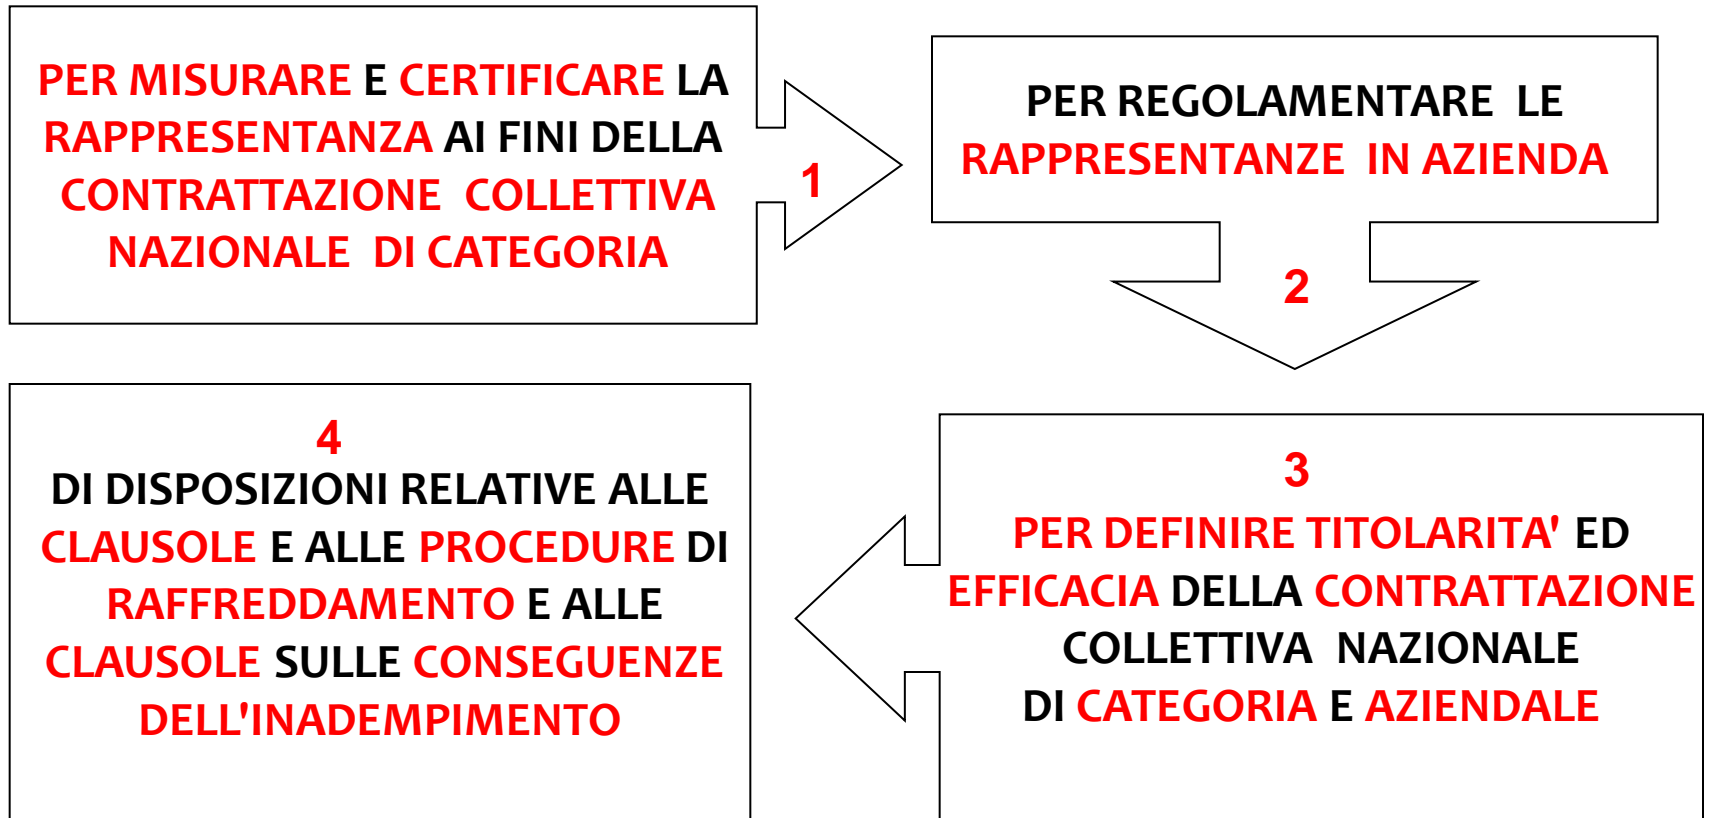 PER MISURARE E CERTIFICARE LA
RAPPRESENTANZA AI FINI DELLA
CONTRATTAZIONE COLLETTIVA
NAZIONALE DI CATEGORIA
1
PER REGOLAMENTARE LE
RAPPRESENTANZE IN AZIENDA
2
3
PER DEFINIRE TITOLARITA' ED
EFFICACIA DELLA CONTRATTAZIONE
COLLETTIVA NAZIONALE
DI CATEGORIA E AZIENDALE
4
DI DISPOSIZIONI RELATIVE ALLE
CLAUSOLE E ALLE PROCEDURE DI
RAFFREDDAMENTO E ALLE
CLAUSOLE SULLE CONSEGUENZE
DELL'INADEMPIMENTO